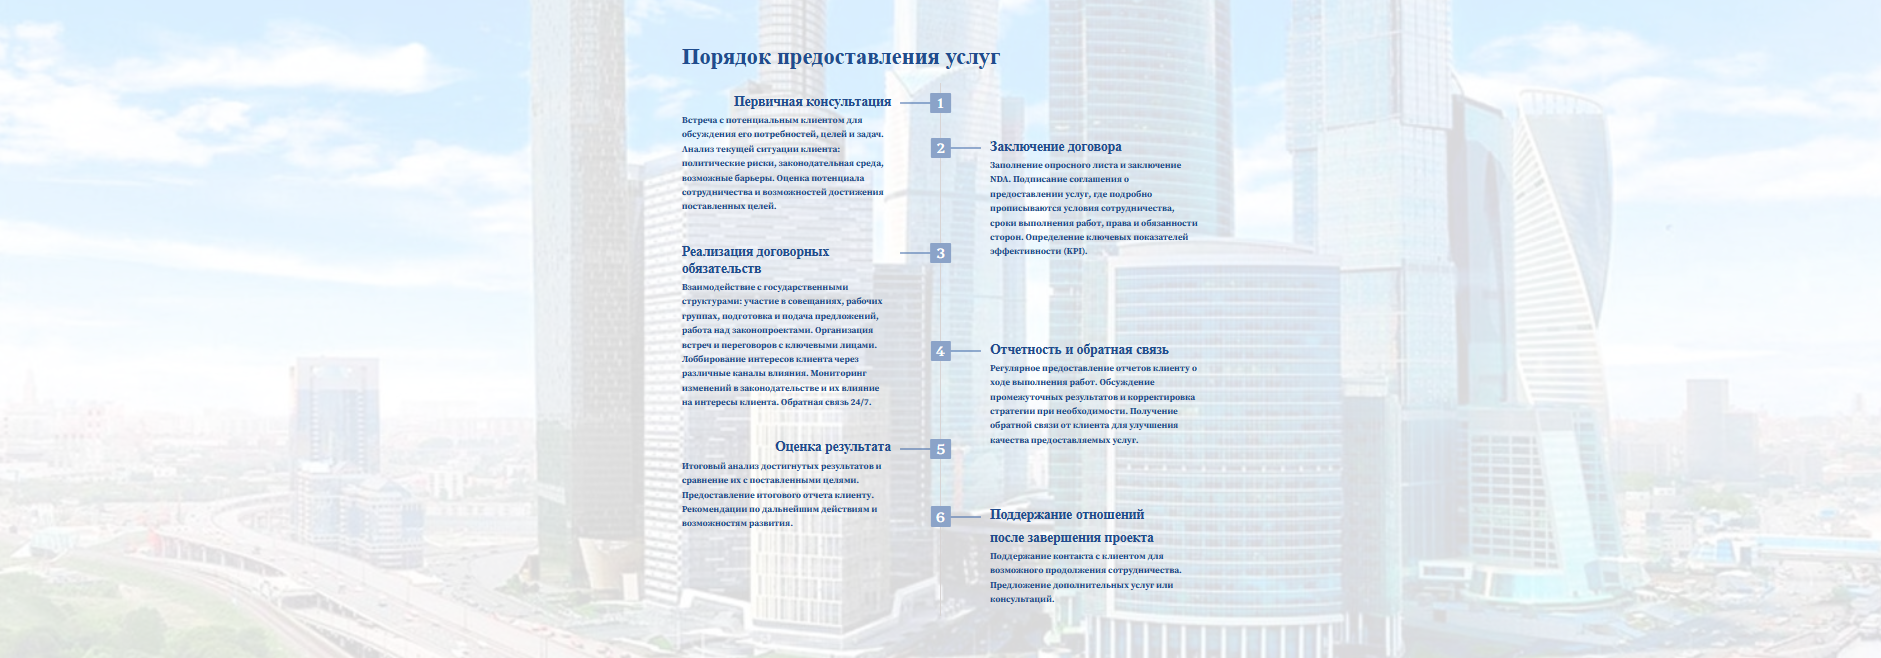 Порядок предоставления услуг
Первичная консультация
1
Встреча с потенциальным клиентом для
обсуждения его потребностей, целей и задач.
Анализ текущей ситуации клиента:
политические риски, законодательная среда,
возможные барьеры. Оценка потенциала
сотрудничества и возможностей достижения
поставленных целей.
2
Заключение договора
Заполнение опросного листа и заключение
NDA. Подписание соглашения о
предоставлении услуг, где подробно
прописываются условия сотрудничества,
сроки выполнения работ, права и обязанности
сторон. Определение ключевых показателей
эффективности (KPI).
Реализация договорных
обязательств
3
Взаимодействие с государственными
структурами: участие в совещаниях, рабочих
группах, подготовка и подача предложений,
работа над законопроектами. Организация
встреч и переговоров с ключевыми лицами.
Лоббирование интересов клиента через
различные каналы влияния. Мониторинг
изменений в законодательстве и их влияние
на интересы клиента. Обратная связь 24/7.
4
Отчетность и обратная связь
Регулярное предоставление отчетов клиенту о
ходе выполнения работ. Обсуждение
промежуточных результатов и корректировка
стратегии при необходимости. Получение
обратной связи от клиента для улучшения
качества предоставляемых услуг.
Оценка результата
5
Итоговый анализ достигнутых результатов и
сравнение их с поставленными целями.
Предоставление итогового отчета клиенту.
Рекомендации по дальнейшим действиям и
возможностям развития.
6
Поддержание отношений
после завершения проекта
Поддержание контакта с клиентом для
возможного продолжения сотрудничества.
Предложение дополнительных услуг или
консультаций.